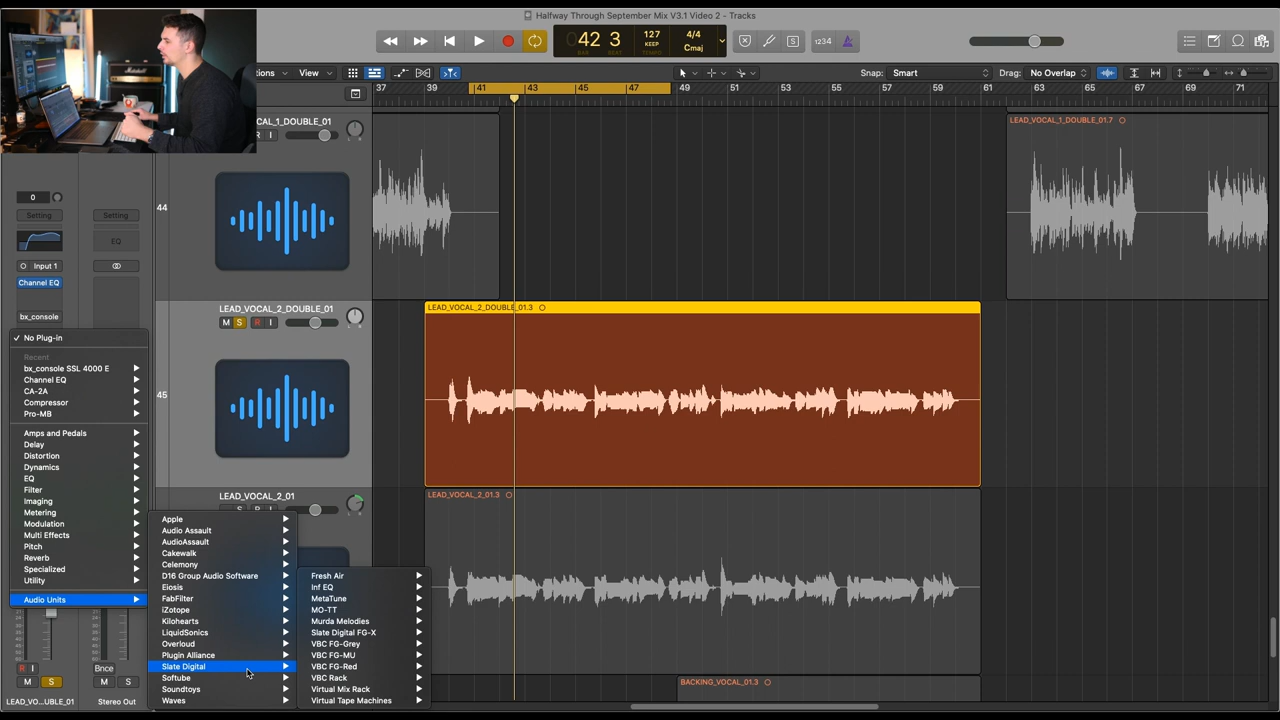 Halfway Through September Mix V3.1 Video 2 - Tracks
42 3
BAR
127
KEEP
TEMPO
4/4
Cmaj
1234
View
Snap: Smart
Drag: No Overlap
37 39 41 43 45 47 49 51 53 55 57 59 61 63 65 67 69 71
LEAD_VOCAL_1_DOUBLE_01
R I
44
LEAD_VOCAL_1_DOUBLE_01.7
LEAD_VOCAL_2_DOUBLE_01
M S R I
45
LEAD_VOCAL_2_DOUBLE_01.3
LEAD_VOCAL_2_01
LEAD_VOCAL_2_01.3
BACKING_VOCAL_01.3
0
Setting
Setting
EQ
Input 1
Channel EQ
bx_console
✓ No Plug-in
Recent
bx_console SSL 4000 E
Channel EQ
CA-2A
Compressor
Pro-MB
Amps and Pedals
Delay
Distortion
Dynamics
EQ
Filter
Imaging
Metering
Modulation
Multi Effects
Pitch
Reverb
Specialized
Utility
Audio Units
Apple
Audio Assault
AudioAssault
Cakewalk
Celemony
D16 Group Audio Software
Eiosis
FabFilter
iZotope
Kilohearts
LiquidSonics
Overloud
Plugin Alliance
Slate Digital
Softube
Soundtoys
Waves
Fresh Air
Inf EQ
MetaTune
MO-TT
Murda Melodies
Slate Digital FG-X
VBC FG-Grey
VBC FG-MU
VBC FG-Red
VBC Rack
Virtual Mix Rack
Virtual Tape Machines
R I
Bnce
M S
M S
LEAD_VO...UBLE_01
Stereo Out